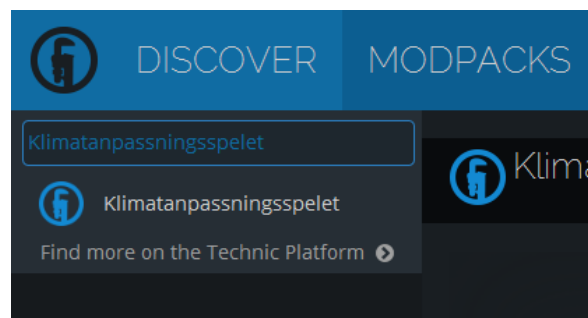 DISCOVER MODPACKS
Klimatanpassningsspelet
Klimatanpassningsspelet
Find more on the Technic Platform